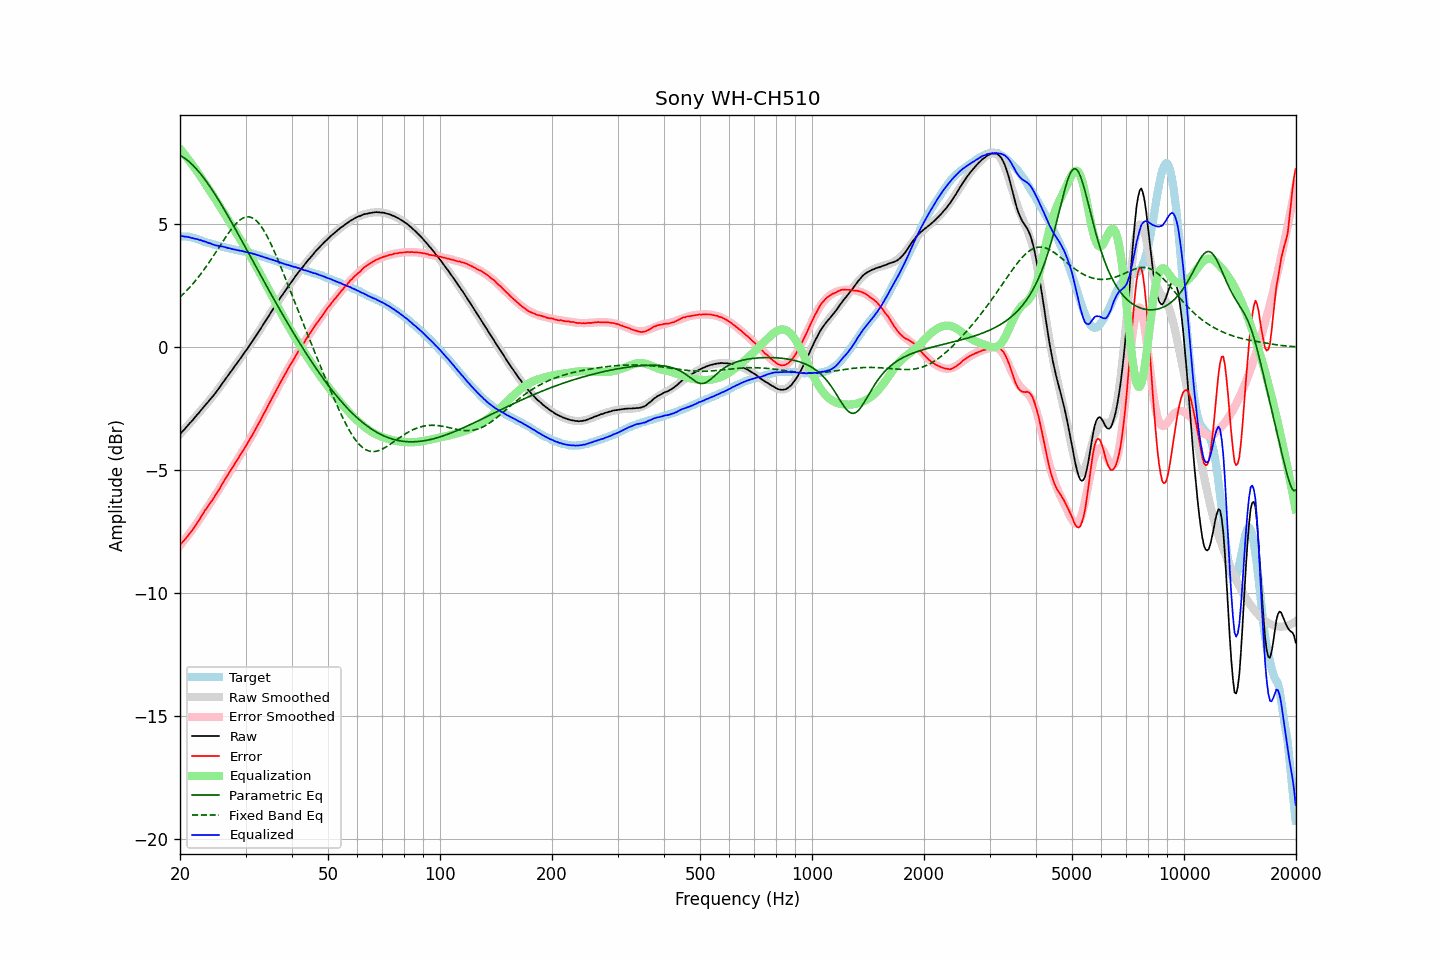 Sony WH-CH510
Amplitude (dBr)
5
0
−5
−10
−15
−20
Target
Raw Smoothed
Error Smoothed
Raw
Error
Equalization
Parametric Eq
Fixed Band Eq
Equalized
20 50 100 200 500 1000 2000 5000 10000 20000
Frequency (Hz)